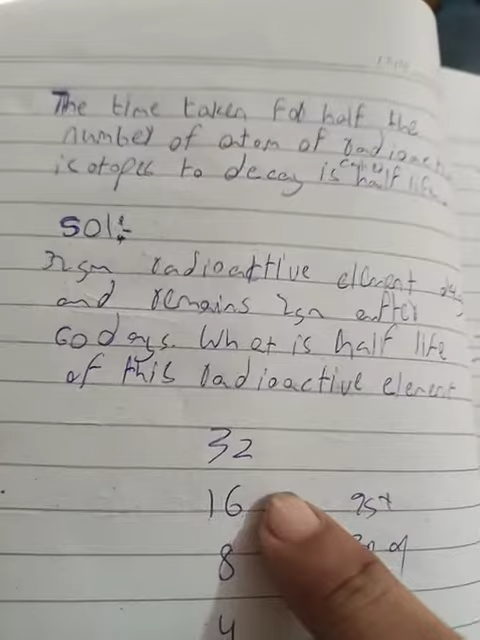 The time taken for half the
number of atom of radioact
isotopes to decay is called half life.
Sol:-
32gm radioactive element
and remains 2gm after
60 days. What is half life
of this radioactive element
32
16
8
4